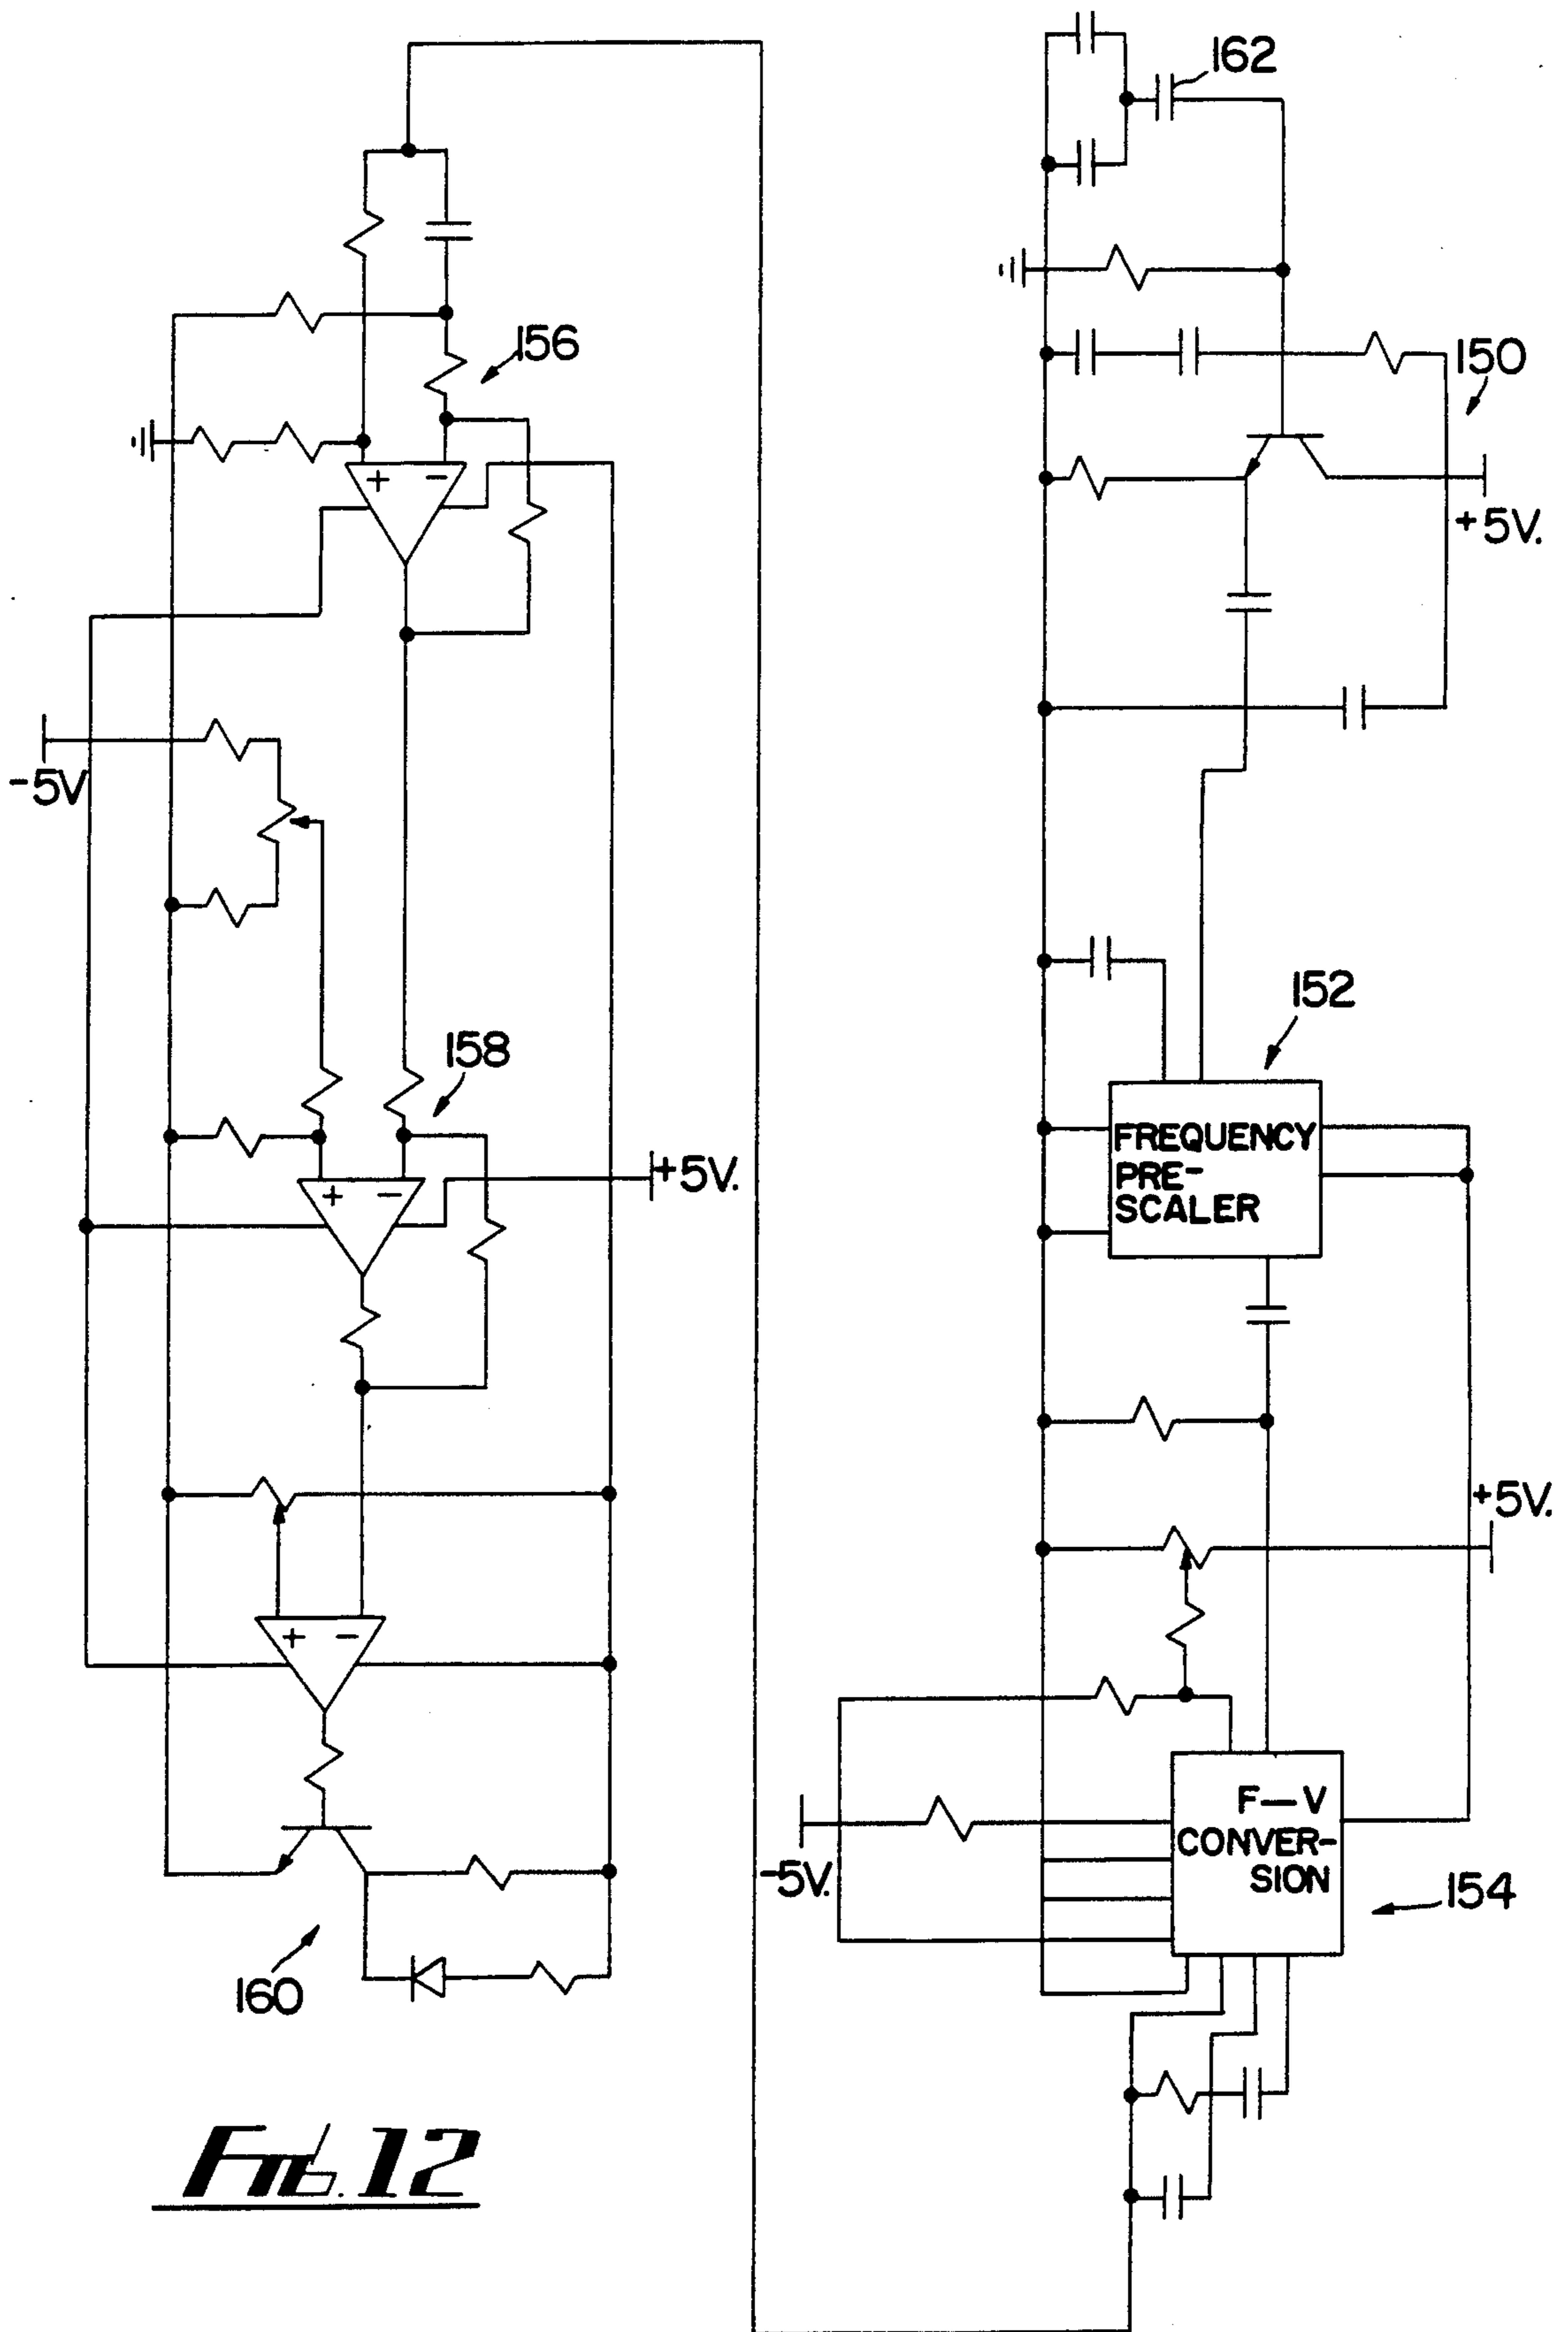 162
156
150
+
−
+5V.
-5V
158
152
+
−
+5V.
FREQUENCY
PRE-
SCALER
+5V.
+
−
F—V
CONVER-
SION
-5V.
154
160
FIG. 12